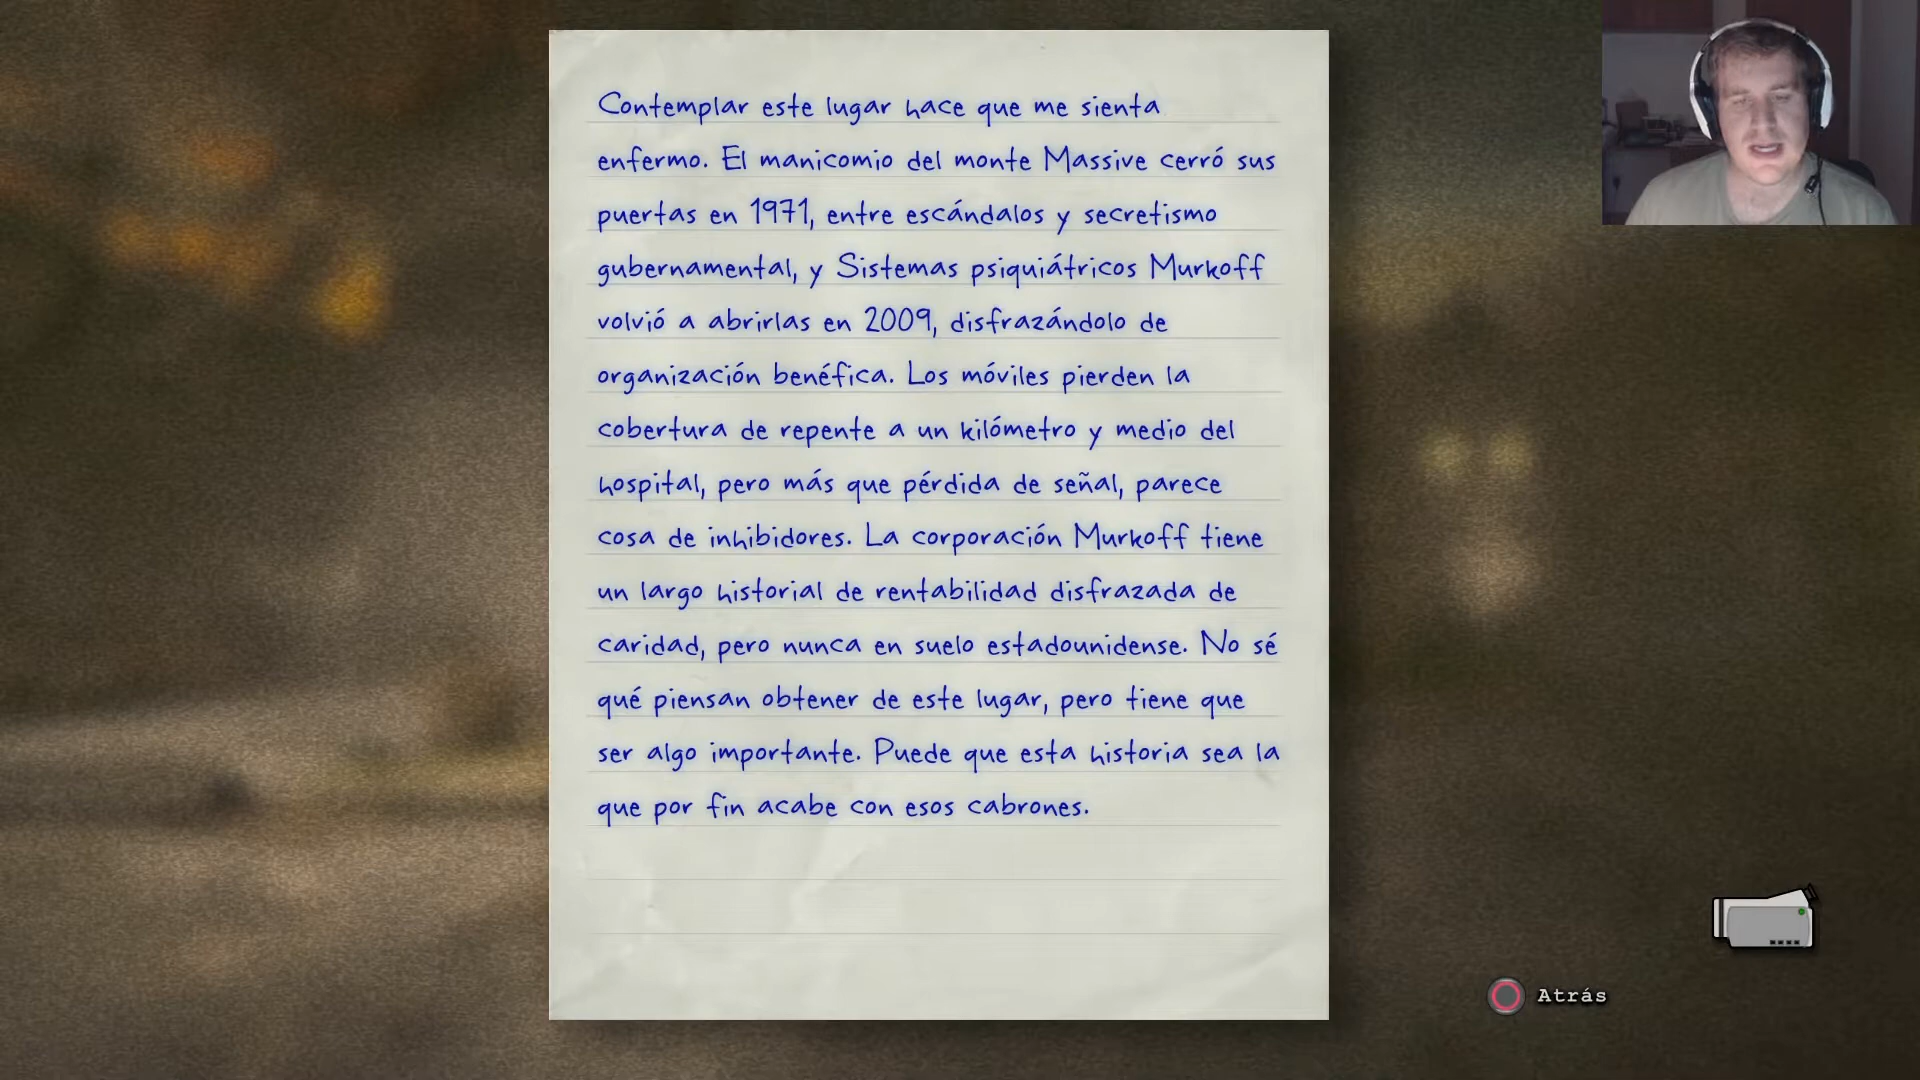 Contemplar este lugar hace que me sienta
enfermo. El manicomio del monte Massive cerró sus
puertas en 1971, entre escándalos y secretismo
gubernamental, y Sistemas psiquiátricos Murkoff
volvió a abrirlas en 2009, disfrazándolo de
organización benéfica. Los móviles pierden la
cobertura de repente a un kilómetro y medio del
hospital, pero más que pérdida de señal, parece
cosa de inhibidores. La corporación Murkoff tiene
un largo historial de rentabilidad disfrazada de
caridad, pero nunca en suelo estadounidense. No sé
qué piensan obtener de este lugar, pero tiene que
ser algo importante. Puede que esta historia sea la
que por fin acabe con esos cabrones.
Atrás